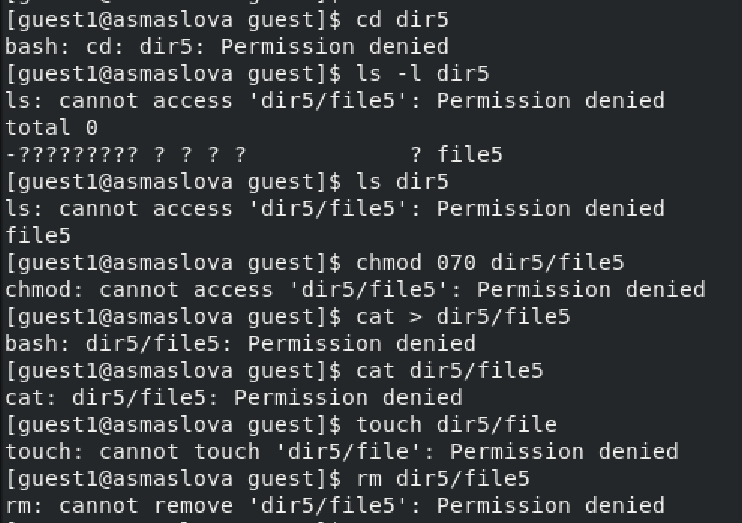 [guest1@asmaslova guest]$ cd dir5
bash: cd: dir5: Permission denied
[guest1@asmaslova guest]$ ls -l dir5
ls: cannot access 'dir5/file5': Permission denied
total 0
-????????? ? ? ? ?            ? file5
[guest1@asmaslova guest]$ ls dir5
ls: cannot access 'dir5/file5': Permission denied
file5
[guest1@asmaslova guest]$ chmod 070 dir5/file5
chmod: cannot access 'dir5/file5': Permission denied
[guest1@asmaslova guest]$ cat > dir5/file5
bash: dir5/file5: Permission denied
[guest1@asmaslova guest]$ cat dir5/file5
cat: dir5/file5: Permission denied
[guest1@asmaslova guest]$ touch dir5/file
touch: cannot touch 'dir5/file': Permission denied
[guest1@asmaslova guest]$ rm dir5/file5
rm: cannot remove 'dir5/file5': Permission denied